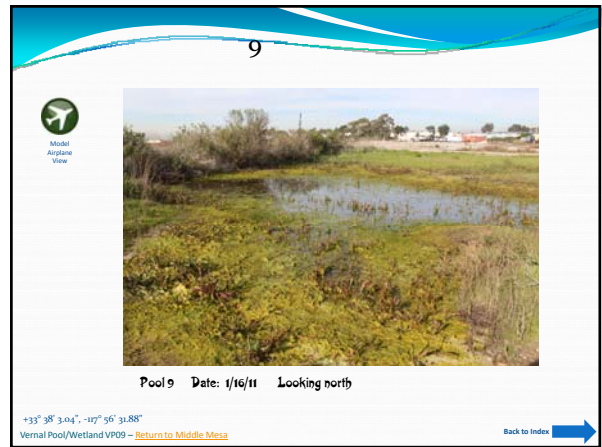 9
Model
Airplane
View
Pool 9 Date: 1/16/11 Looking north
+33° 38' 3.04", -117° 56' 31.88"
Vernal Pool/Wetland VP09 – Return to Middle Mesa
Back to Index